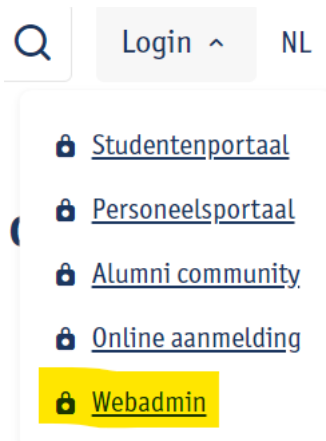 Login NL
Studentenportaal
Personeelsportaal
Alumni community
Online aanmelding
Webadmin